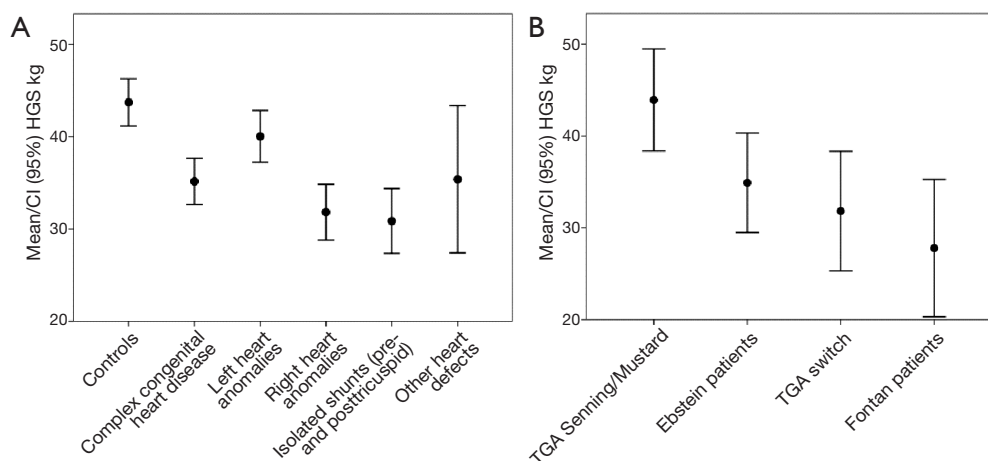 A
Mean/CI (95%) HGS kg
50
40
30
20
Controls
Complex congenital
heart disease
Left heart
anomalies
Right heart
anomalies
Isolated shunts (pre-
and posttricuspid)
Other heart
defects
B
Mean/CI (95%) HGS kg
50
40
30
20
TGA Senning/Mustard
Ebstein patients
TGA switch
Fontan patients